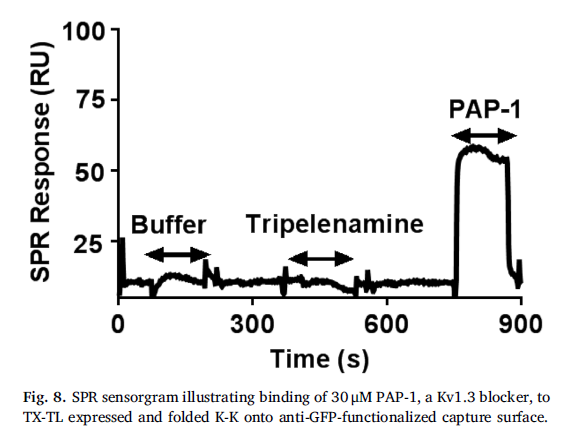 SPR Response (RU)
100
75
50
25
PAP-1
Buffer
Tripelenamine
0
300
600
900
Time (s)
Fig. 8. SPR sensorgram illustrating binding of 30 μM PAP-1, a Kv1.3 blocker, to
TX-TL expressed and folded K-K onto anti-GFP-functionalized capture surface.